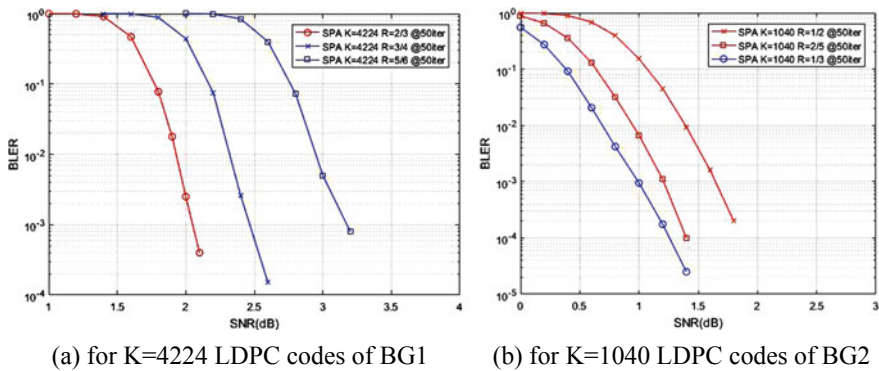 10^0
10^-1
10^-2
10^-3
10^-4
BLER
1
1.5
2
2.5
3
3.5
4
SNR(dB)
SPA K=4224 R=2/3 @50iter
SPA K=4224 R=3/4 @50iter
SPA K=4224 R=5/6 @50iter
(a) for K=4224 LDPC codes of BG1
10^0
10^-1
10^-2
10^-3
10^-4
10^-5
BLER
0
0.5
1
1.5
2
2.5
3
SNR(dB)
SPA K=1040 R=1/2 @50iter
SPA K=1040 R=2/5 @50iter
SPA K=1040 R=1/3 @50iter
(b) for K=1040 LDPC codes of BG2